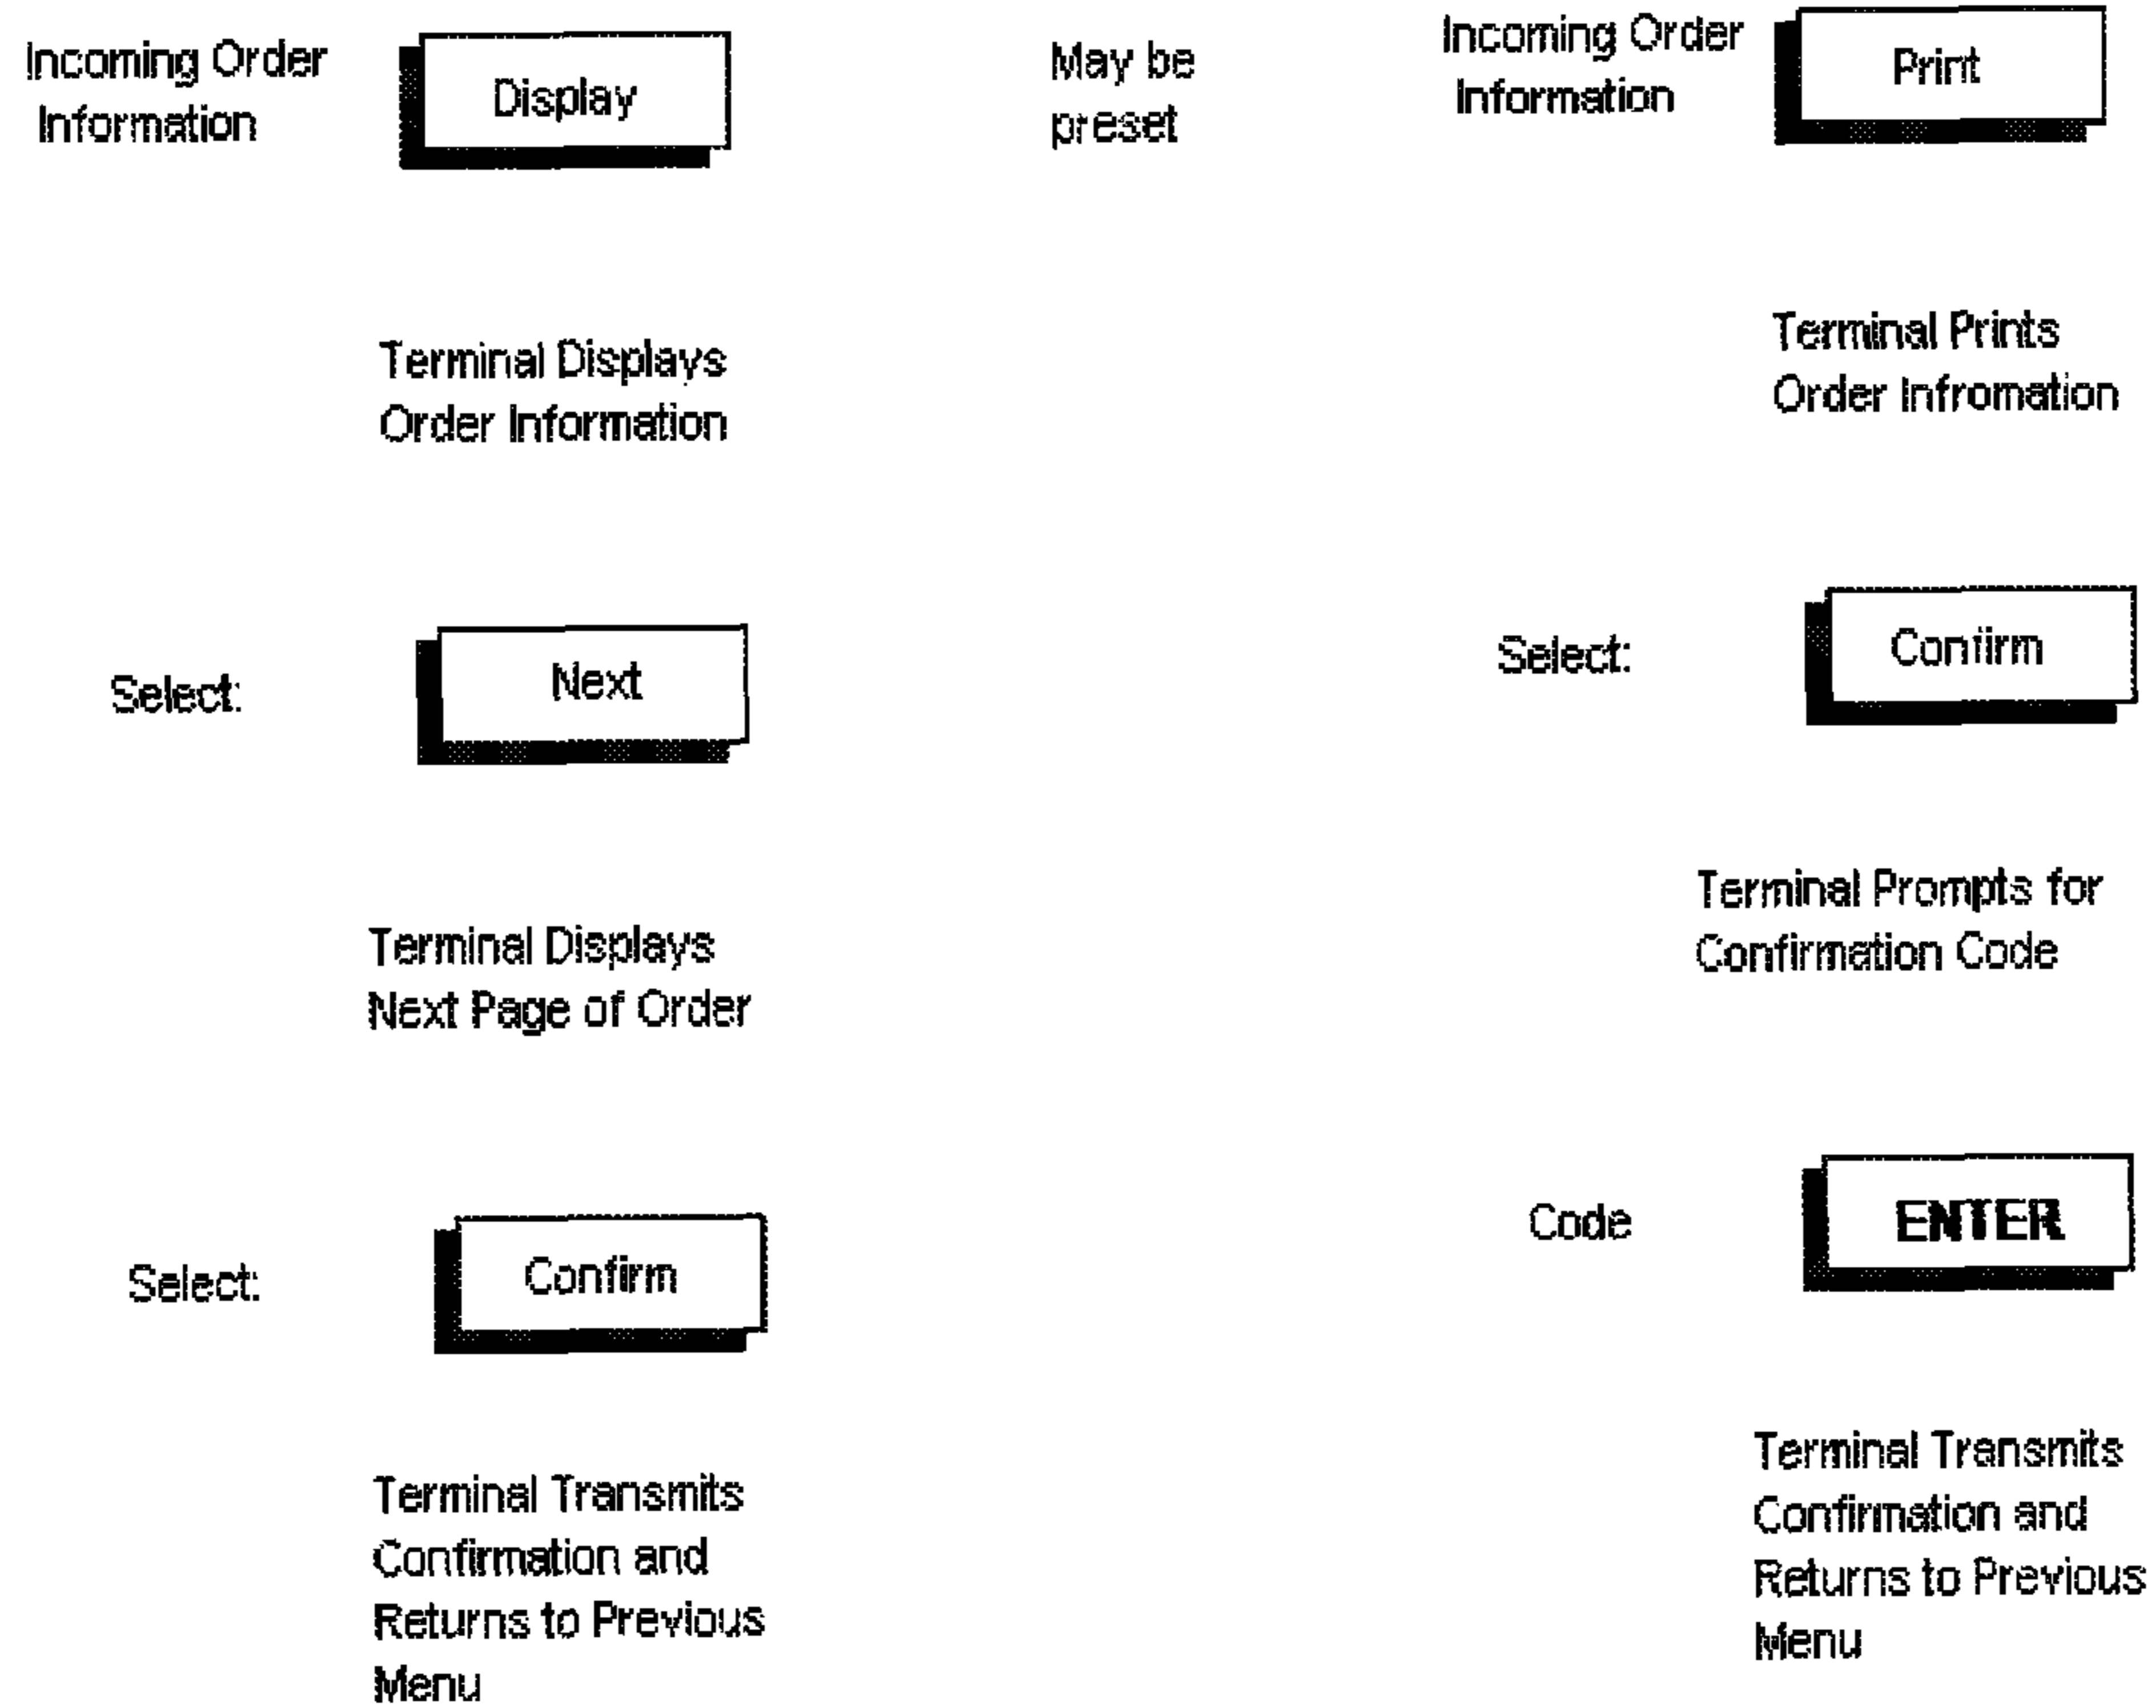 Incoming Order
Information
Display
Terminal Displays
Order Information
Select:
Next
Terminal Displays
Next Page of Order
Select:
Confirm
Terminal Transmits
Confirmation and
Returns to Previous
Menu
May be
preset
Incoming Order
Information
Print
Terminal Prints
Order Infromation
Select:
Confirm
Terminal Prompts for
Confirmation Code
Code
ENTER
Terminal Transmits
Confirmation and
Returns to Previous
Menu